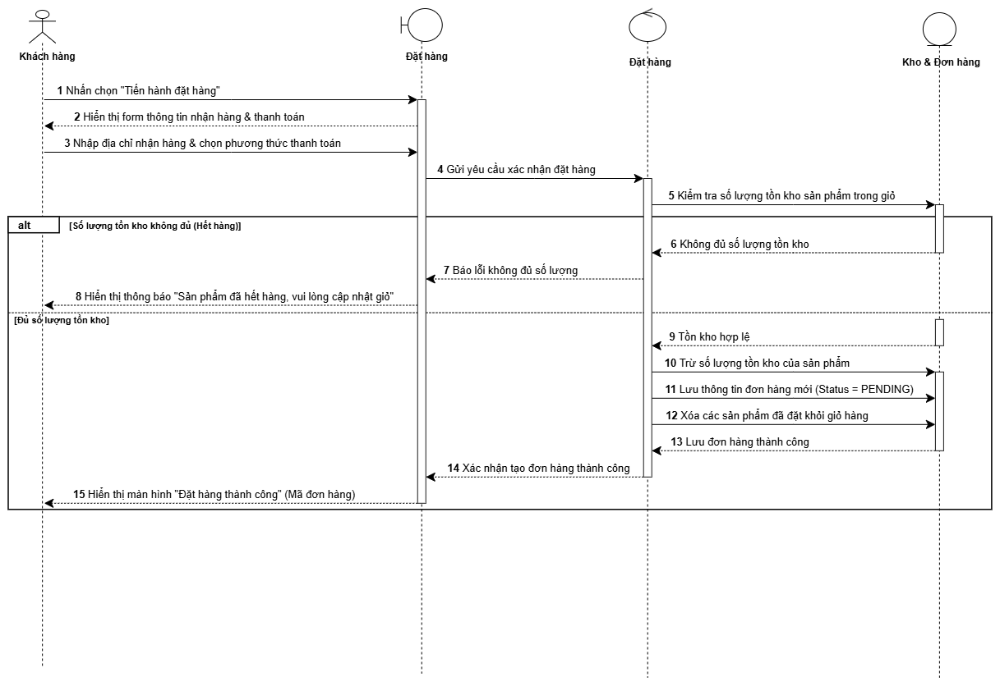 Khách hàng
Đặt hàng
Đặt hàng
Kho & Đơn hàng
1 Nhấn chọn "Tiến hành đặt hàng"
2 Hiển thị form thông tin nhận hàng & thanh toán
3 Nhập địa chỉ nhận hàng & chọn phương thức thanh toán
4 Gửi yêu cầu xác nhận đặt hàng
5 Kiểm tra số lượng tồn kho sản phẩm trong giỏ
alt
[Số lượng tồn kho không đủ (Hết hàng)]
6 Không đủ số lượng tồn kho
7 Báo lỗi không đủ số lượng
8 Hiển thị thông báo "Sản phẩm đã hết hàng, vui lòng cập nhật giỏ"
[Đủ số lượng tồn kho]
9 Tồn kho hợp lệ
10 Trừ số lượng tồn kho của sản phẩm
11 Lưu thông tin đơn hàng mới (Status = PENDING)
12 Xóa các sản phẩm đã đặt khỏi giỏ hàng
13 Lưu đơn hàng thành công
14 Xác nhận tạo đơn hàng thành công
15 Hiển thị màn hình "Đặt hàng thành công" (Mã đơn hàng)